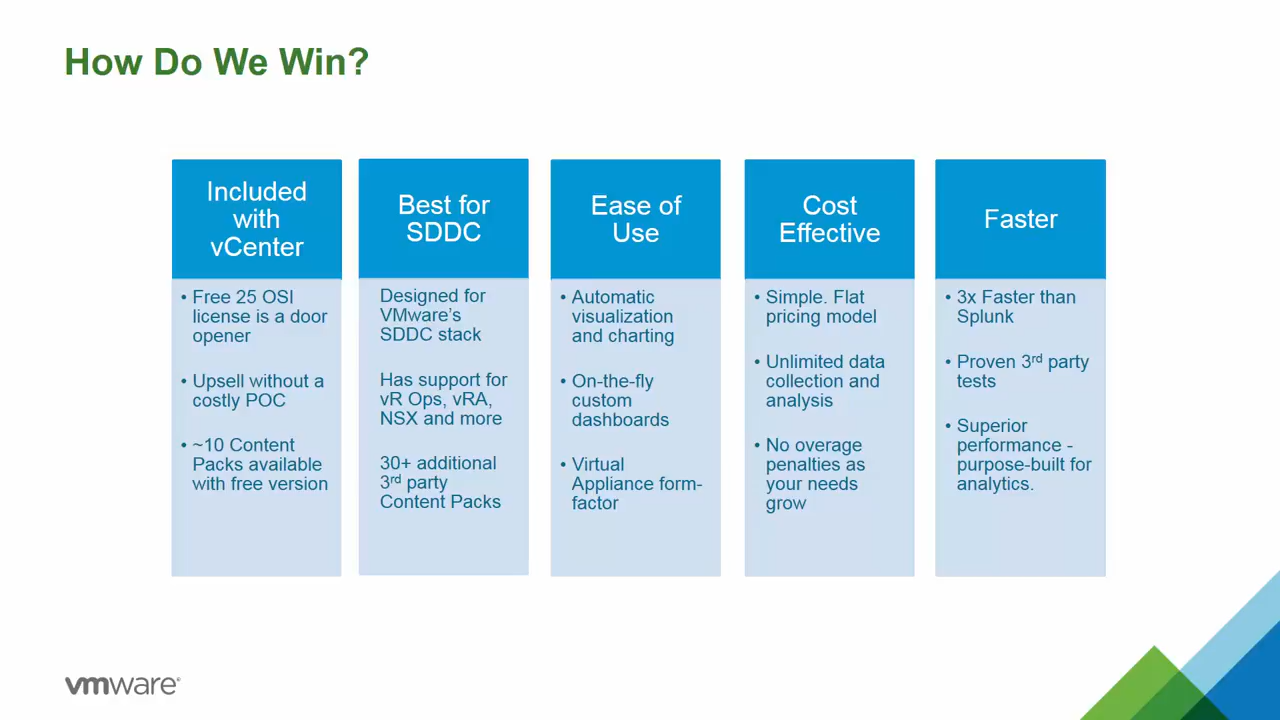 How Do We Win?
Included
with
vCenter
• Free 25 OSI
license is a door
opener
• Upsell without a
costly POC
• ~10 Content
Packs available
with free version
Best for
SDDC
Designed for
VMware's
SDDC stack
Has support for
vR Ops, vRA,
NSX and more
30+ additional
3rd party
Content Packs
Ease of
Use
• Automatic
visualization
and charting
• On-the-fly
custom
dashboards
• Virtual
Appliance form-
factor
Cost
Effective
• Simple. Flat
pricing model
• Unlimited data
collection and
analysis
• No overage
penalties as
your needs
grow
Faster
• 3x Faster than
Splunk
• Proven 3rd party
tests
• Superior
performance -
purpose-built for
analytics.
vmware®